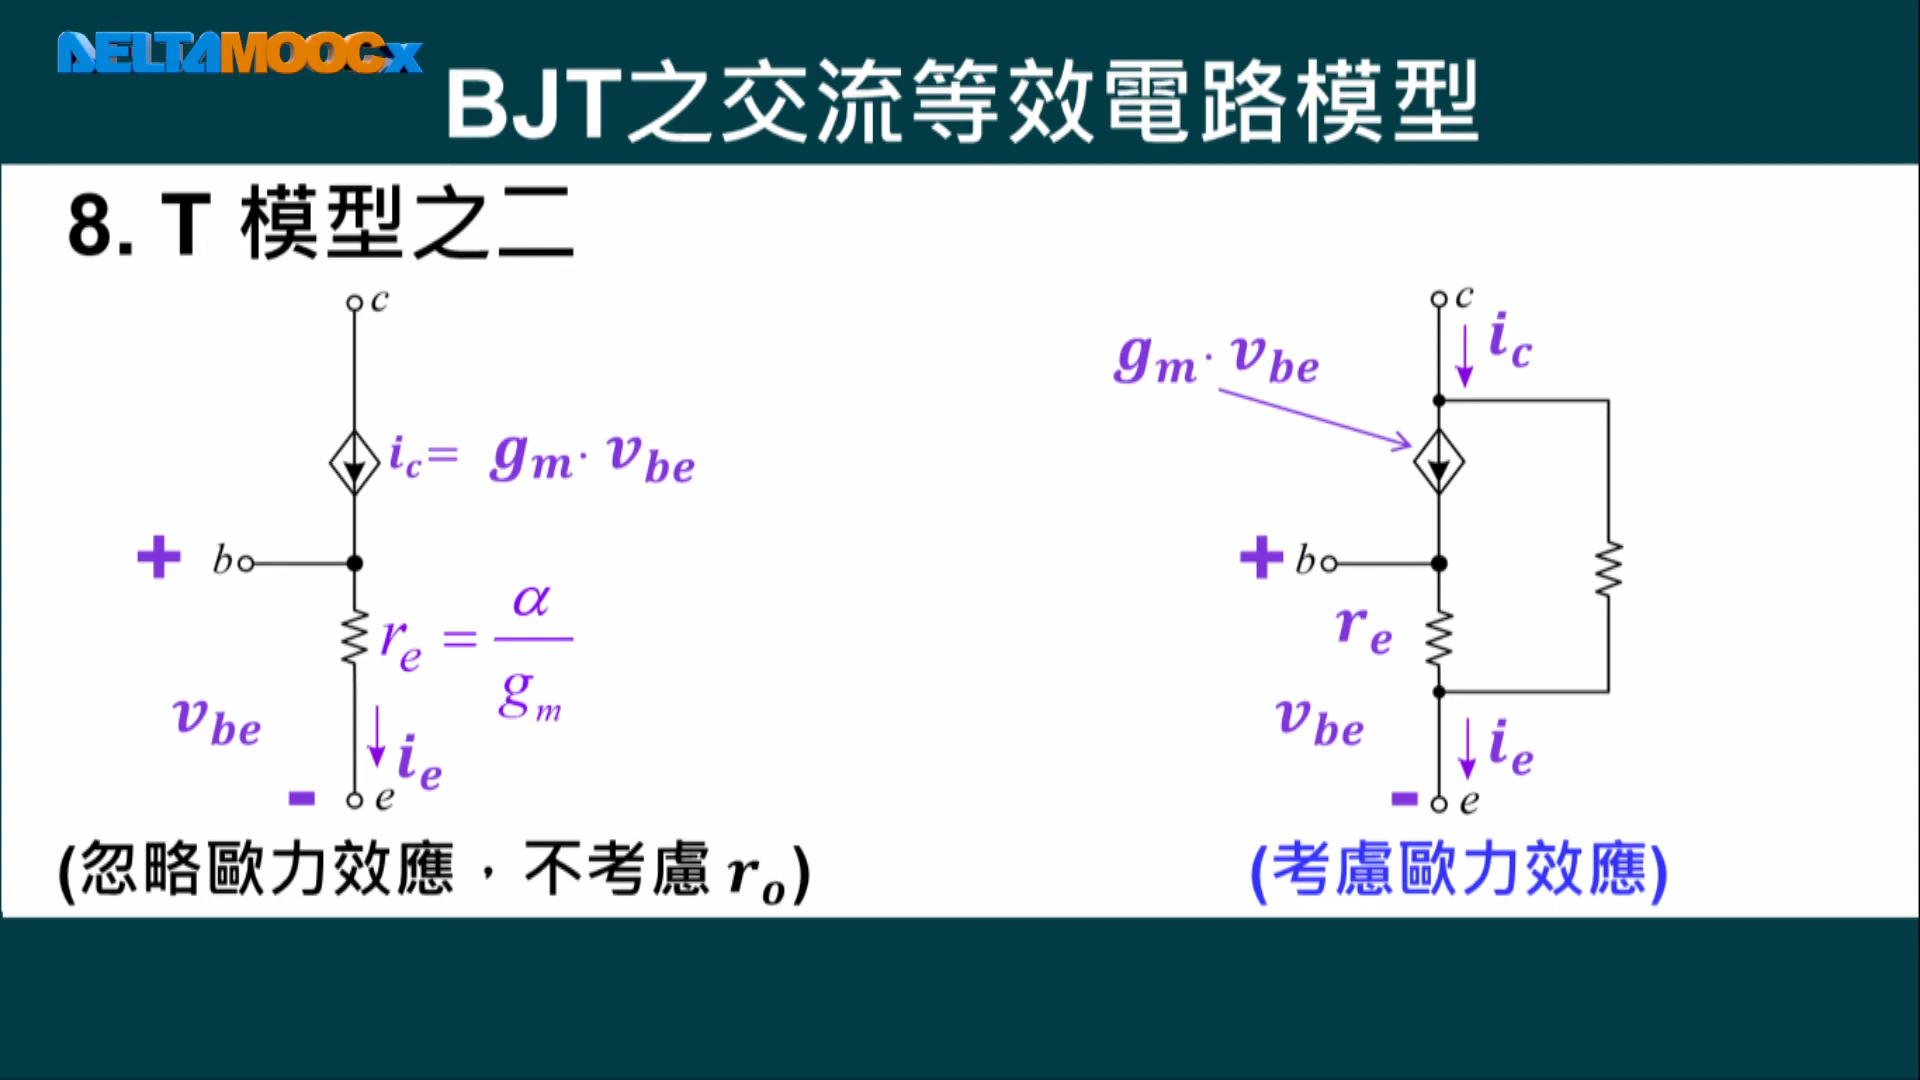 DELTAMOOCx
BJT之交流等效電路模型
8. T 模型之二
c
i_c = g_m · v_be
+ b
r_e = α / g_m
v_be
i_e
- e
(忽略歐力效應，不考慮 r_o)
c
i_c
g_m · v_be
+ b
r_e
v_be
i_e
- e
(考慮歐力效應)